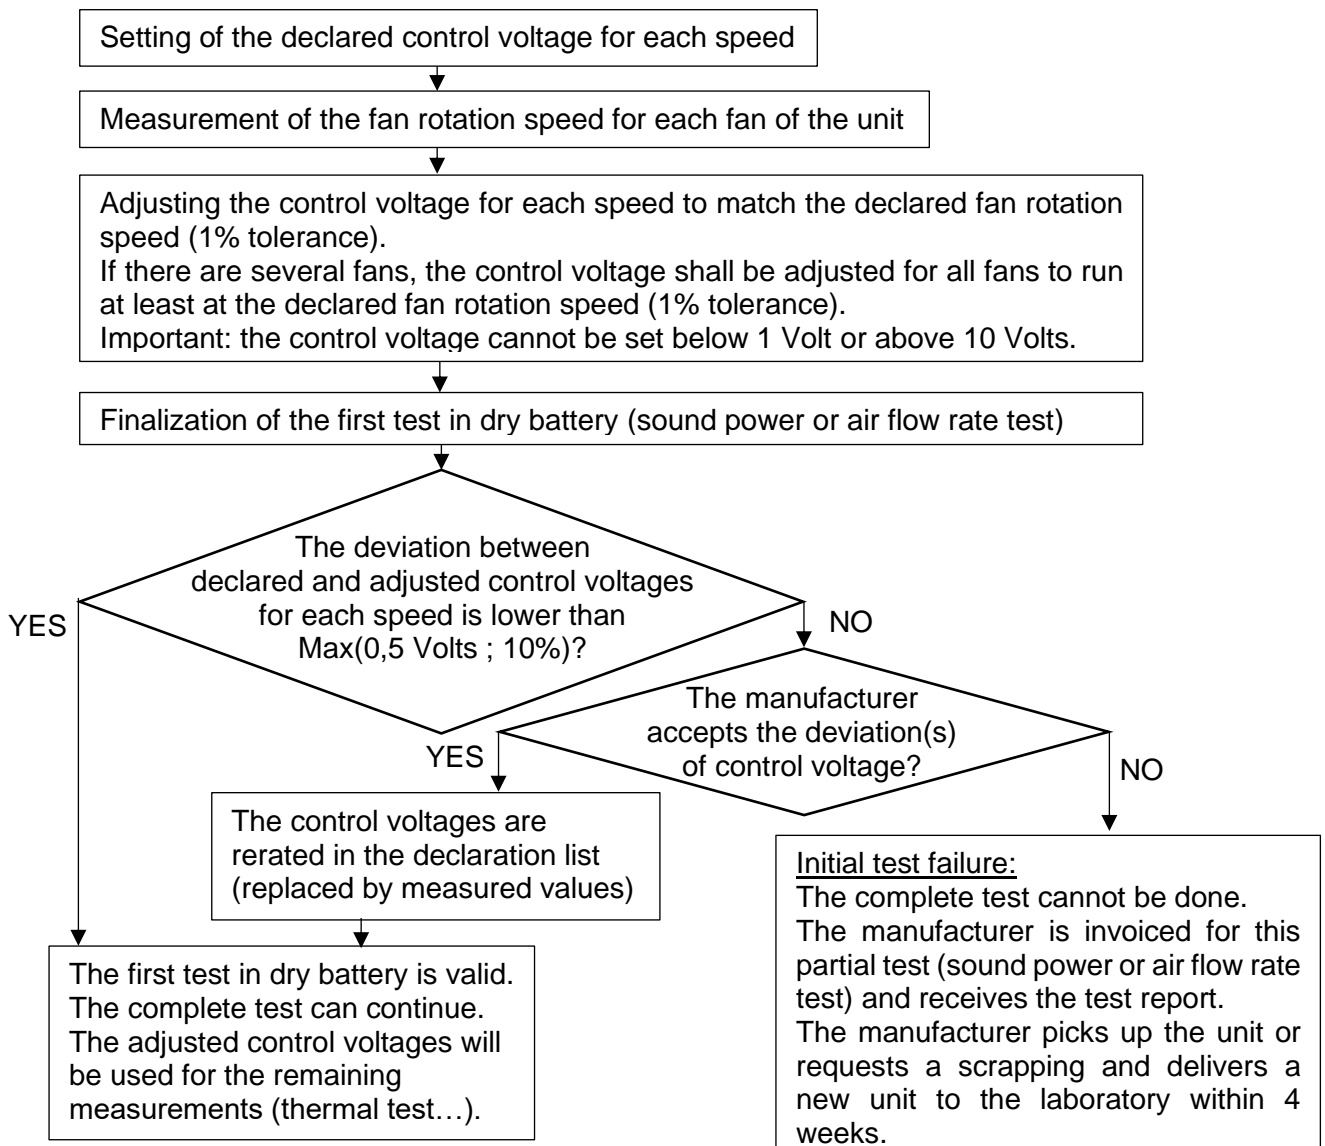 Setting of the declared control voltage for each speed
Measurement of the fan rotation speed for each fan of the unit
Adjusting the control voltage for each speed to match the declared fan rotation
speed (1% tolerance).
If there are several fans, the control voltage shall be adjusted for all fans to run
at least at the declared fan rotation speed (1% tolerance).
Important: the control voltage cannot be set below 1 Volt or above 10 Volts.
Finalization of the first test in dry battery (sound power or air flow rate test)
The deviation between
declared and adjusted control voltages
for each speed is lower than
Max(0,5 Volts ; 10%)?
YES
NO
The manufacturer
accepts the deviation(s)
of control voltage?
YES
NO
The control voltages are
rerated in the declaration list
(replaced by measured values)
The first test in dry battery is valid.
The complete test can continue.
The adjusted control voltages will
be used for the remaining
measurements (thermal test…).
Initial test failure:
The complete test cannot be done.
The manufacturer is invoiced for this
partial test (sound power or air flow rate
test) and receives the test report.
The manufacturer picks up the unit or
requests a scrapping and delivers a
new unit to the laboratory within 4
weeks.